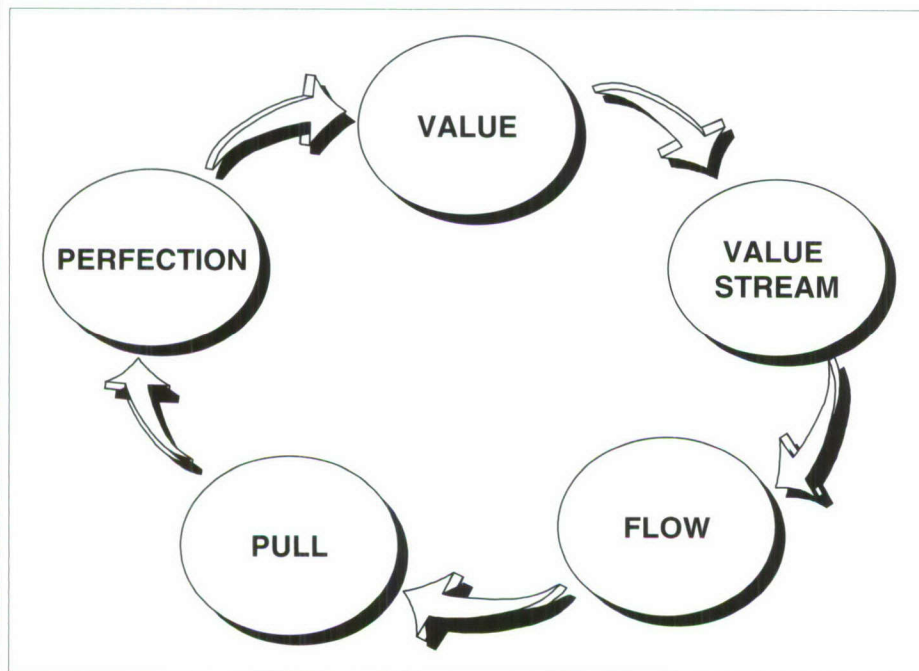 VALUE
VALUE
STREAM
FLOW
PULL
PERFECTION